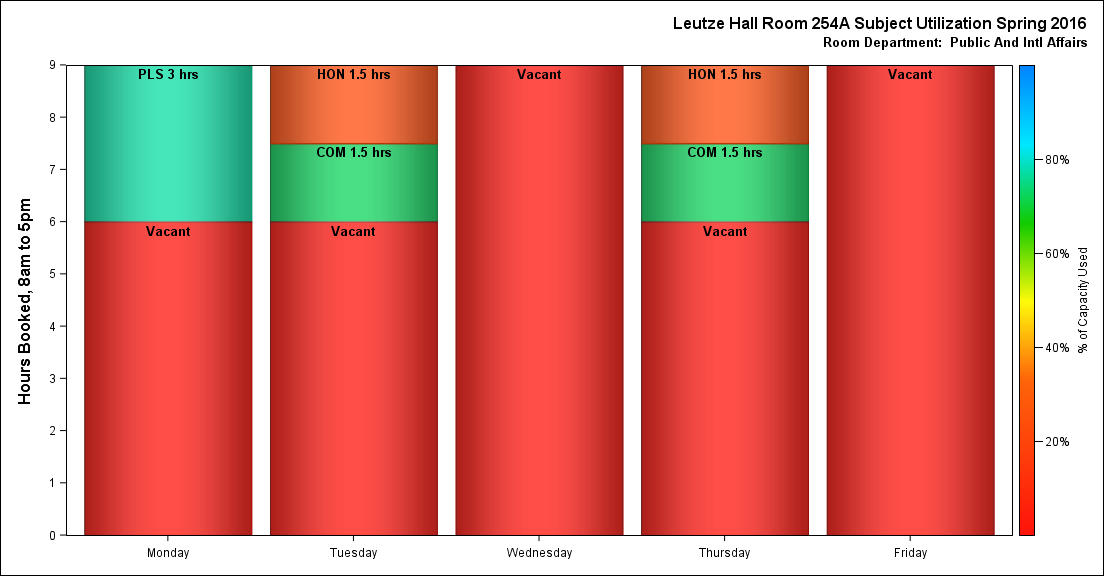 Leutze Hall Room 254A Subject Utilization Spring 2016
Room Department: Public And Intl Affairs
Hours Booked, 8am to 5pm
9
8
7
6
5
4
3
2
1
0
PLS 3 hrs
Vacant
HON 1.5 hrs
COM 1.5 hrs
Vacant
Vacant
HON 1.5 hrs
COM 1.5 hrs
Vacant
Vacant
Monday
Tuesday
Wednesday
Thursday
Friday
80%
60%
40%
20%
% of Capacity Used